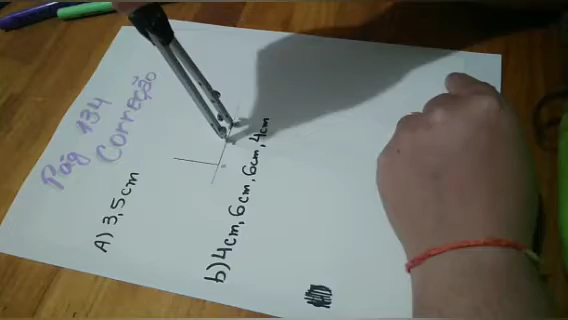 Pág 134
Correção
A) 3,5cm
b) 4cm, 6cm, 6cm, 4cm